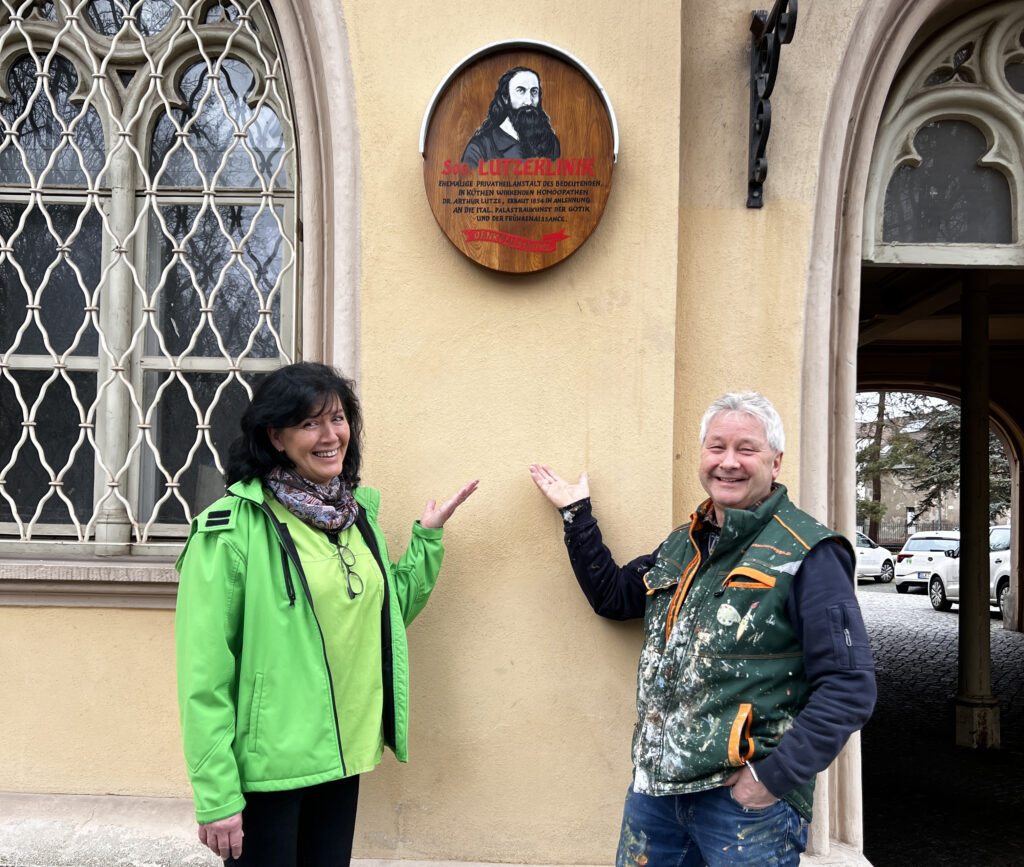 Sog. LUTZEKLINIK
EHEMALIGE PRIVATHEILANSTALT DES BEDEUTENDEN,
IN KÖTHEN WIRKENDEN HOMÖOPATHEN
DR. ARTHUR LUTZE, ERBAUT 1854 IN ANLEHNUNG
AN DIE ITAL. PALASTBAUKUNST DER GOTIK
UND DER FRÜHRENAISSANCE.